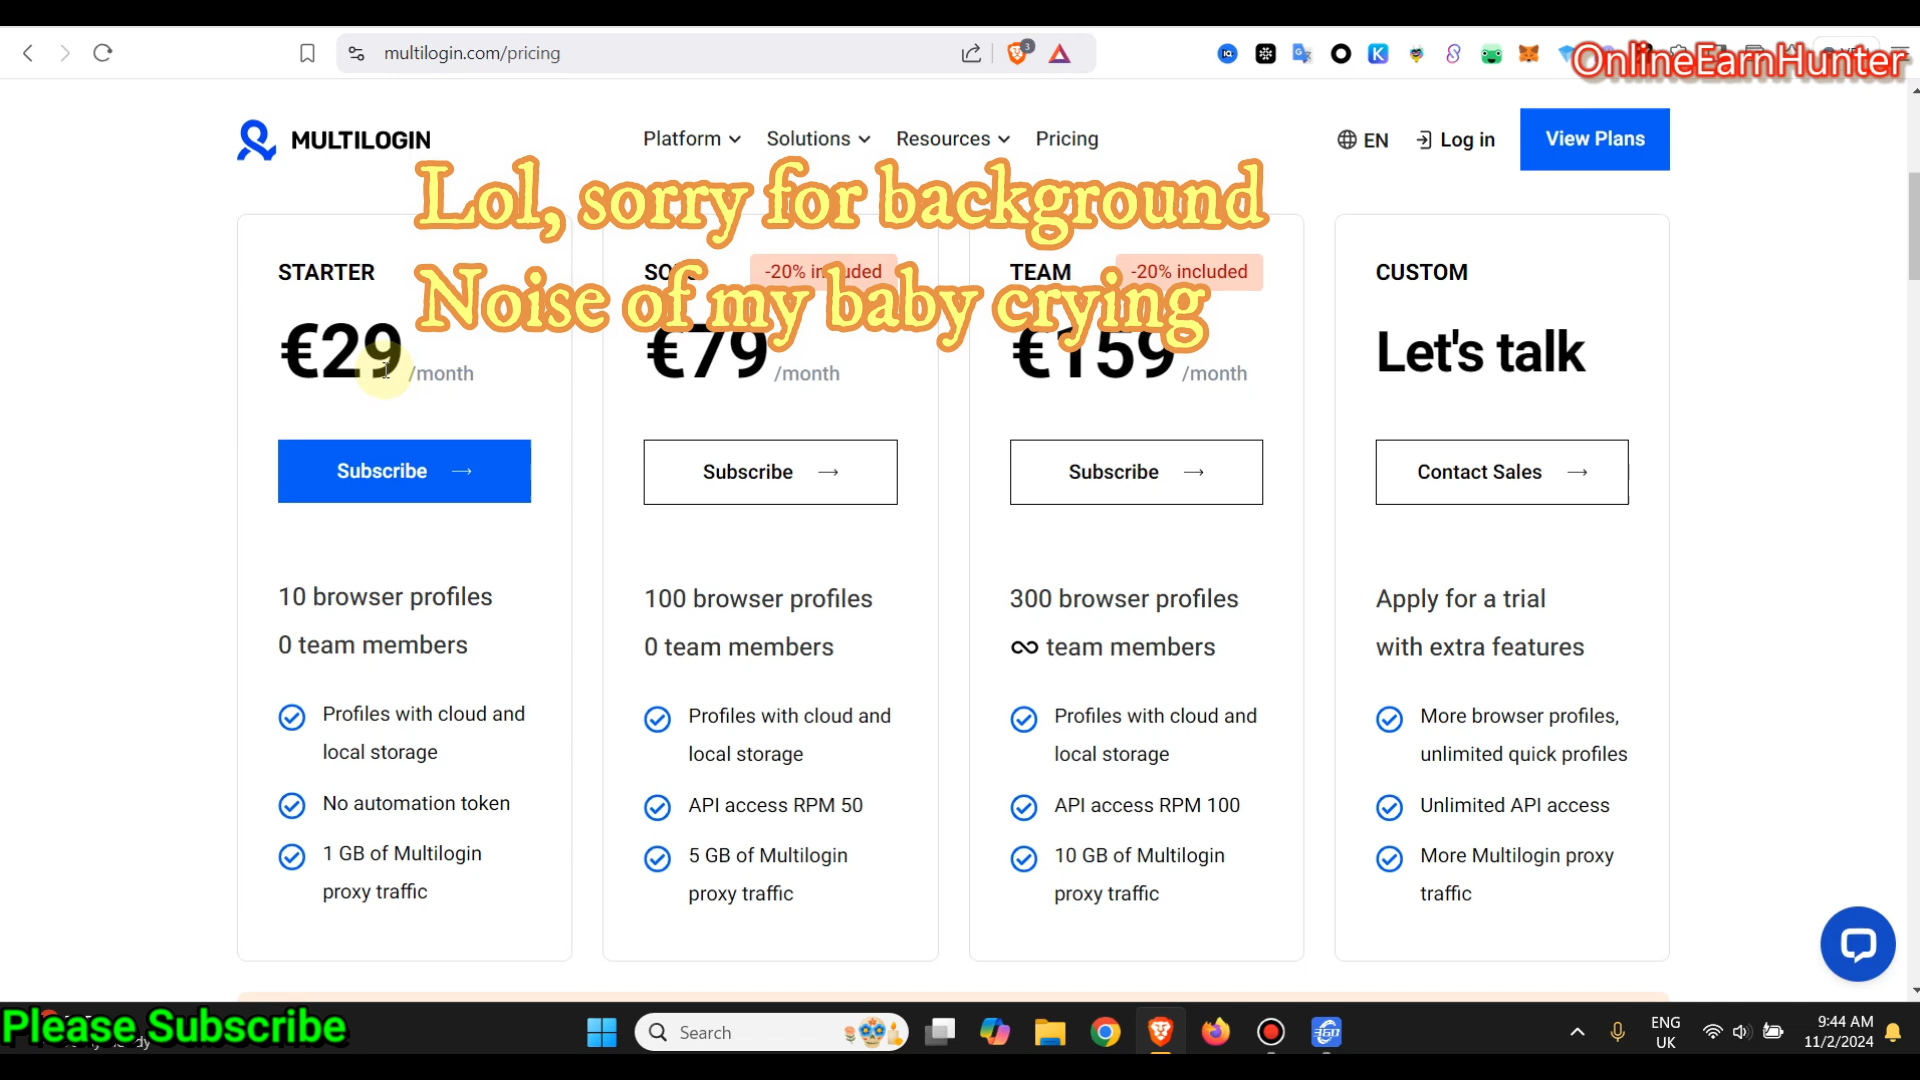 multilogin.com/pricing
3
OnlineEarnHunter
MULTILOGIN
Platform
Solutions
Resources
Pricing
EN
Log in
View Plans
Lol, sorry for background
Noise of my baby crying
STARTER
€29 /month
Subscribe
10 browser profiles
0 team members
Profiles with cloud and
local storage
No automation token
1 GB of Multilogin
proxy traffic
-20% included
€79 /month
Subscribe
100 browser profiles
0 team members
Profiles with cloud and
local storage
API access RPM 50
5 GB of Multilogin
proxy traffic
TEAM
-20% included
€159 /month
Subscribe
300 browser profiles
∞ team members
Profiles with cloud and
local storage
API access RPM 100
10 GB of Multilogin
proxy traffic
CUSTOM
Let's talk
Contact Sales
Apply for a trial
with extra features
More browser profiles,
unlimited quick profiles
Unlimited API access
More Multilogin proxy
traffic
Please Subscribe
Search
ENG
UK
9:44 AM
11/2/2024